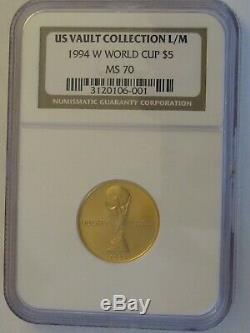 US VAULT COLLECTION L/M
1994 W WORLD CUP $5
MS 70
3120106-001
NUMISMATIC GUARANTY CORPORATION